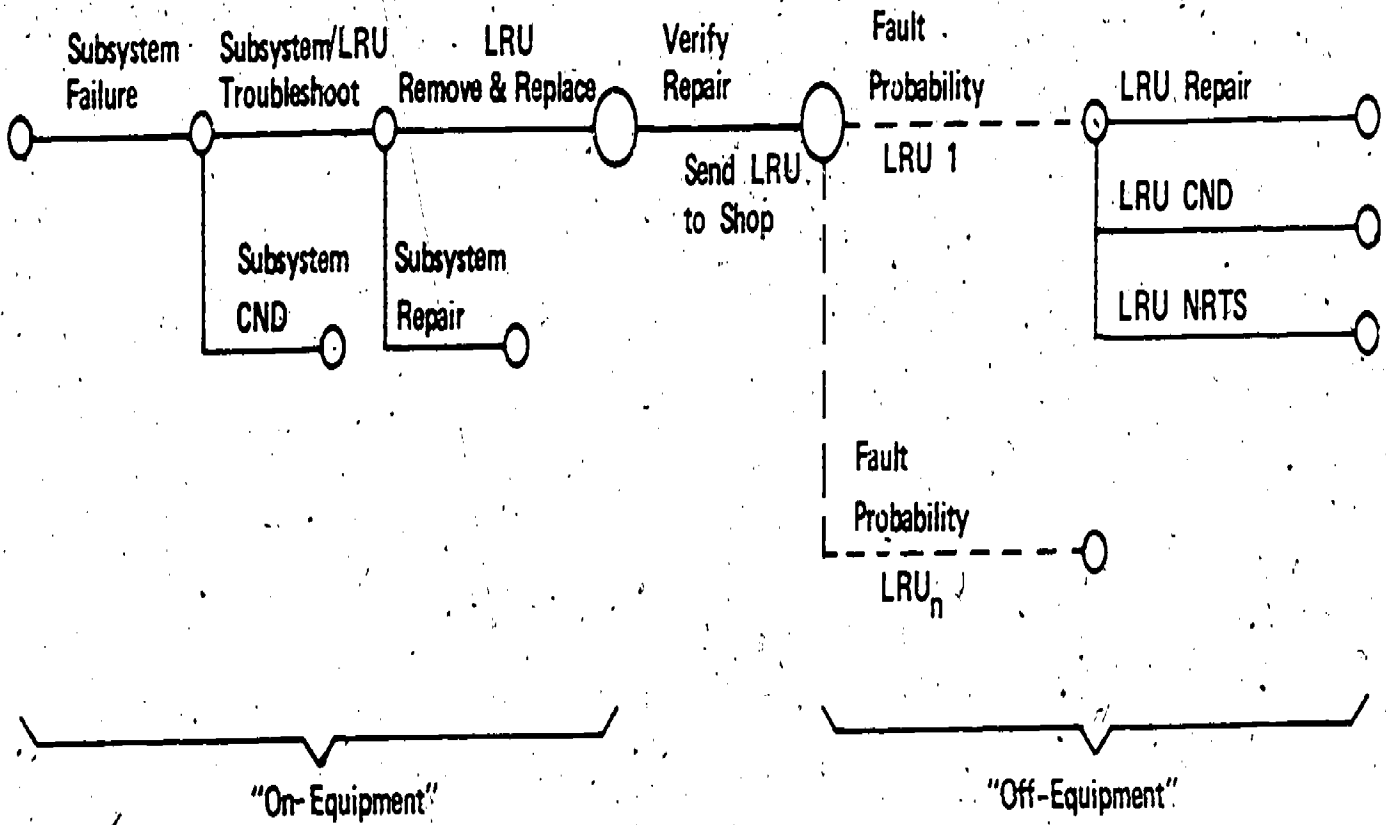 Subsystem
Failure
Subsystem/LRU
Troubleshoot
LRU
Remove & Replace
Verify
Repair
Send LRU
to Shop
Fault
Probability
LRU 1
LRU Repair
LRU CND
LRU NRTS
Subsystem
CND
Subsystem
Repair
Fault
Probability
LRUn
"On-Equipment"
"Off-Equipment"